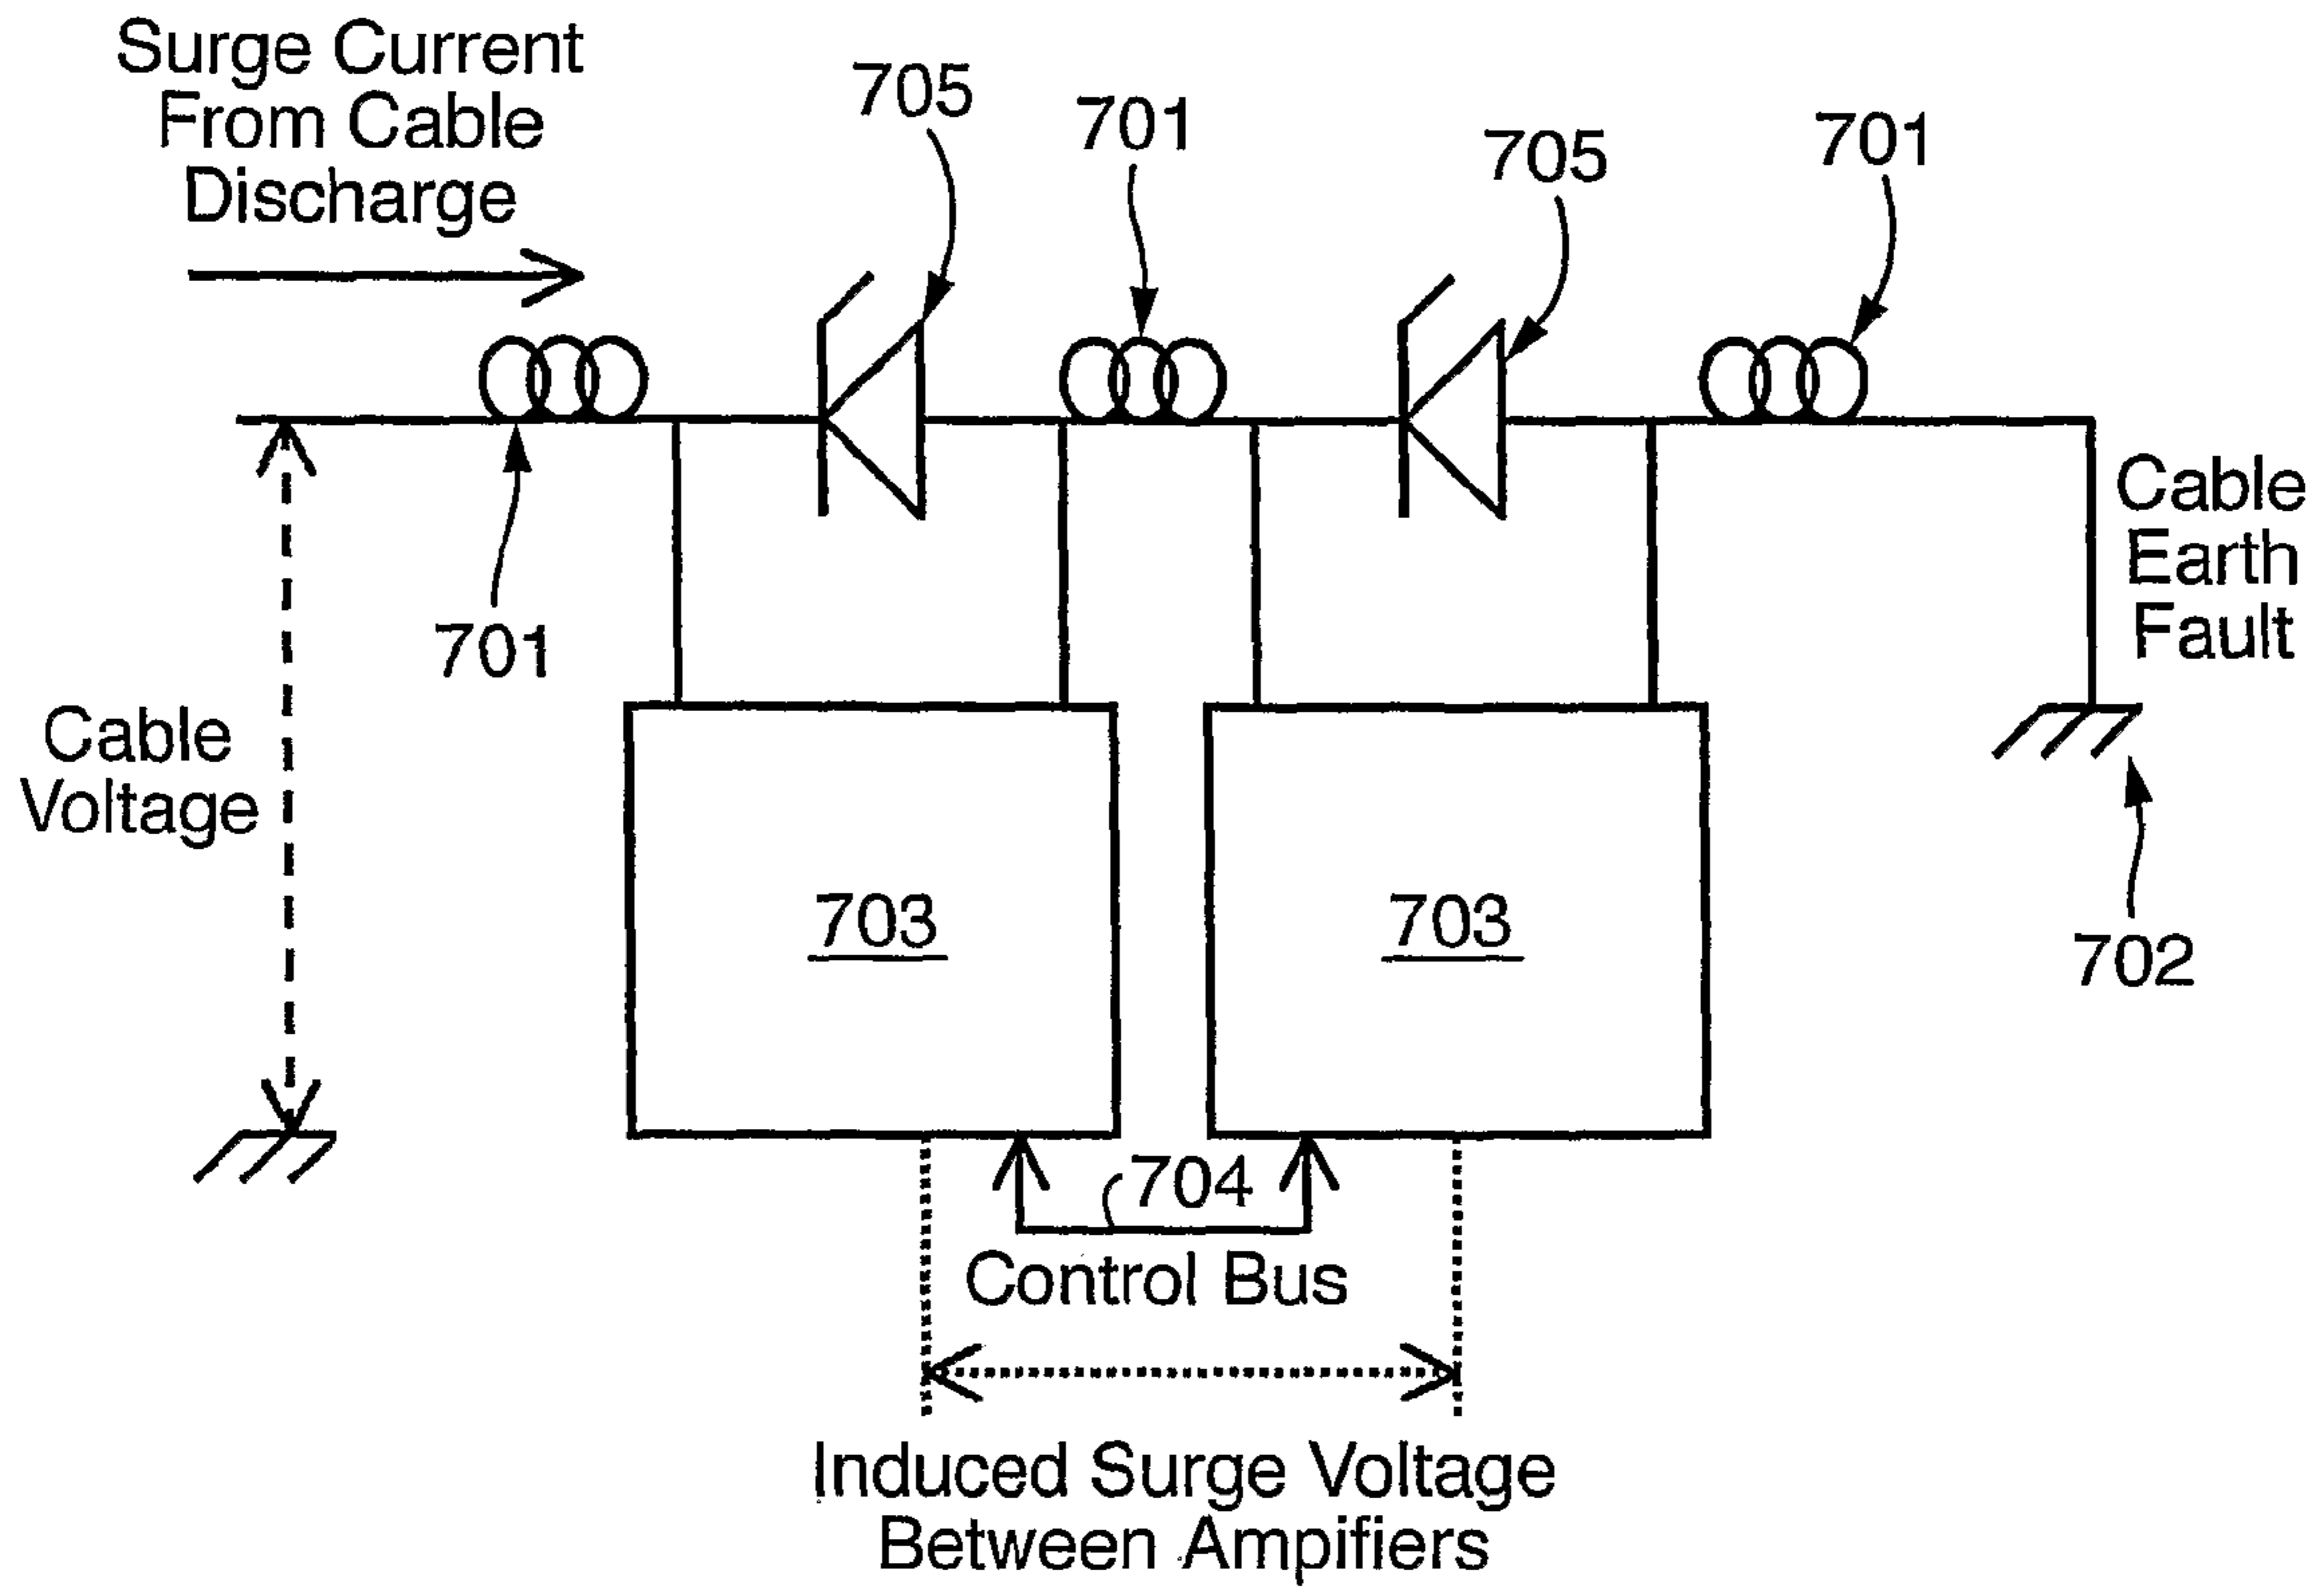 Surge Current
From Cable
Discharge
705
701
705
701
701
Cable
Earth
Fault
Cable
Voltage
703
703
702
704
Control Bus
Induced Surge Voltage
Between Ampifiers